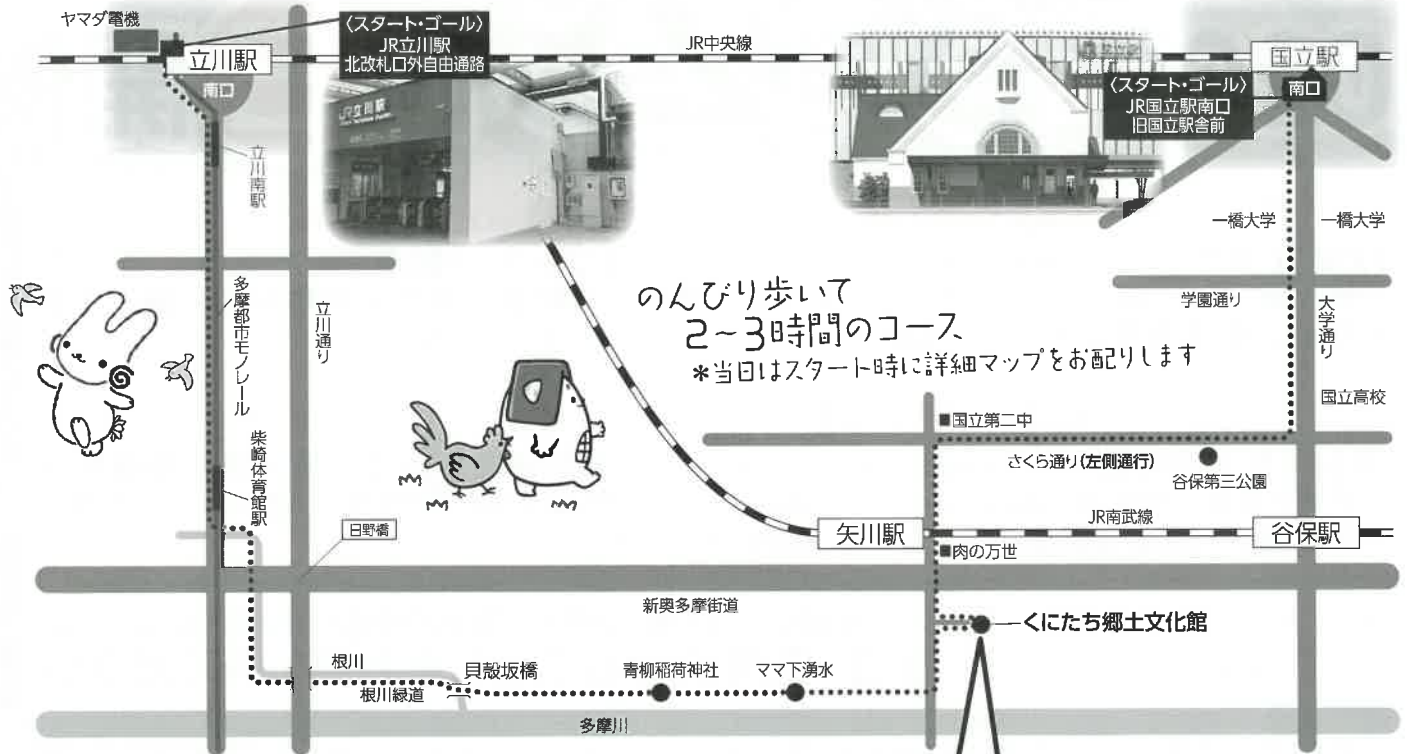 ヤマダ電機
立川駅
南口
〈スタート・ゴール〉
JR立川駅
北改札口外自由通路
JR中央線
国立駅
南口
〈スタート・ゴール〉
JR国立駅南口
旧国立駅舎前
JR立川駅
立川南駅
一橋大学
一橋大学
多摩都市モノレール
立川通り
学園通り
大学通り
のんびり歩いて
2~3時間のコース
*当日はスタート時に詳細マップをお配りします
国立高校
国立第二中
さくら通り(左側通行)
谷保第三公園
柴崎体育館駅
日野橋
矢川駅
JR南武線
谷保駅
肉の万世
新奥多摩街道
くにたち郷土文化館
根川
貝殻坂橋
青柳稲荷神社
ママ下湧水
根川緑道
多摩川